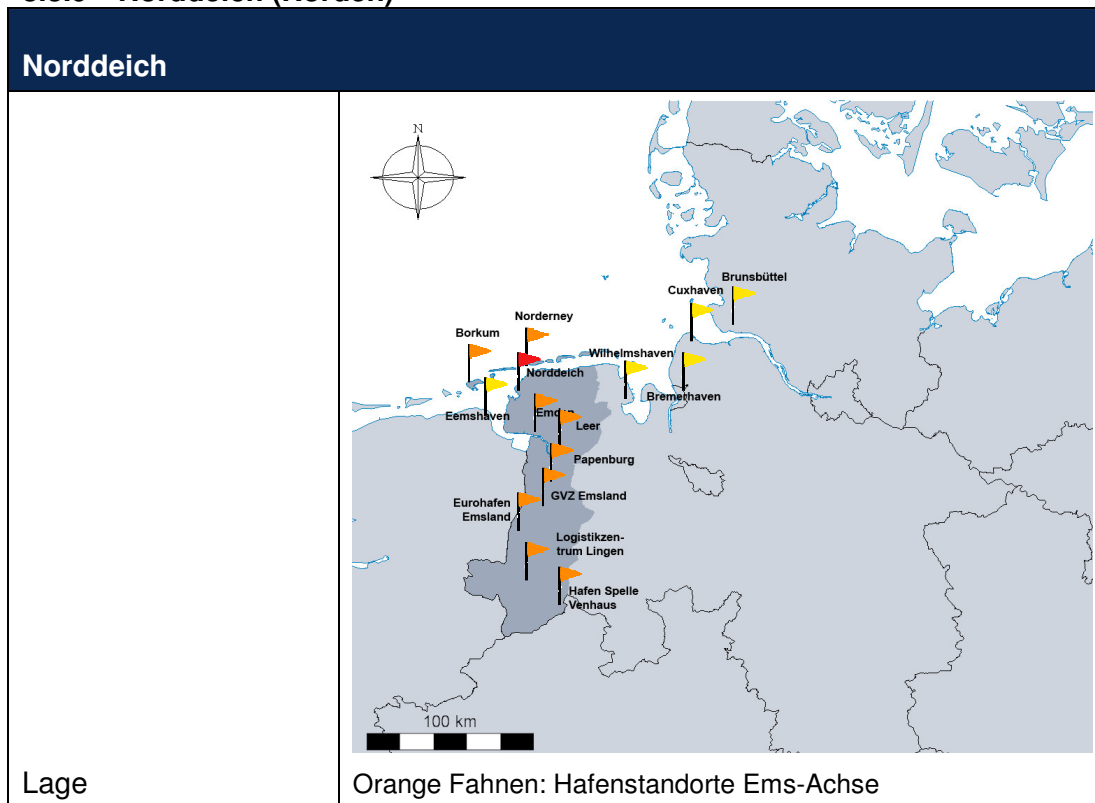 Norddeich
N
Brunsbüttel
Cuxhaven
Norderney
Borkum
Wilhelmshaven
Norddeich
Bremerhaven
Eemshaven
Emden
Leer
Papenburg
GVZ Emsland
Eurohafen
Emsland
Logistikzen-
trum Lingen
Hafen Spelle
Venhaus
100 km
Lage
Orange Fahnen: Hafenstandorte Ems-Achse